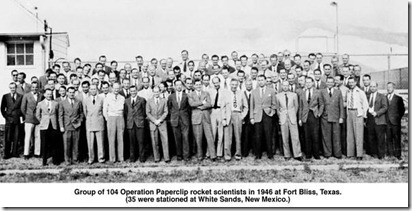 Group of 104 Operation Paperclip rocket scientists in 1946 at Fort Bliss, Texas.
(35 were stationed at White Sands, New Mexico.)